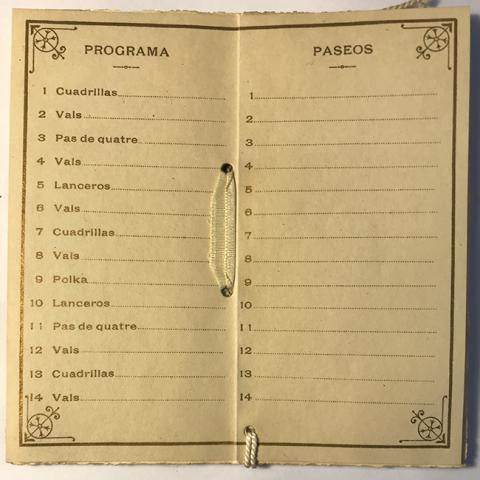 PROGRAMA
1 Cuadrillas
2 Vals
3 Pas de quatre
4 Vals
5 Lanceros
6 Vals
7 Cuadrillas
8 Vals
9 Polka
10 Lanceros
11 Pas de quatre
12 Vals
13 Cuadrillas
14 Vals
PASEOS
1
2
3
4
5
6
7
8
9
10
11
12
13
14